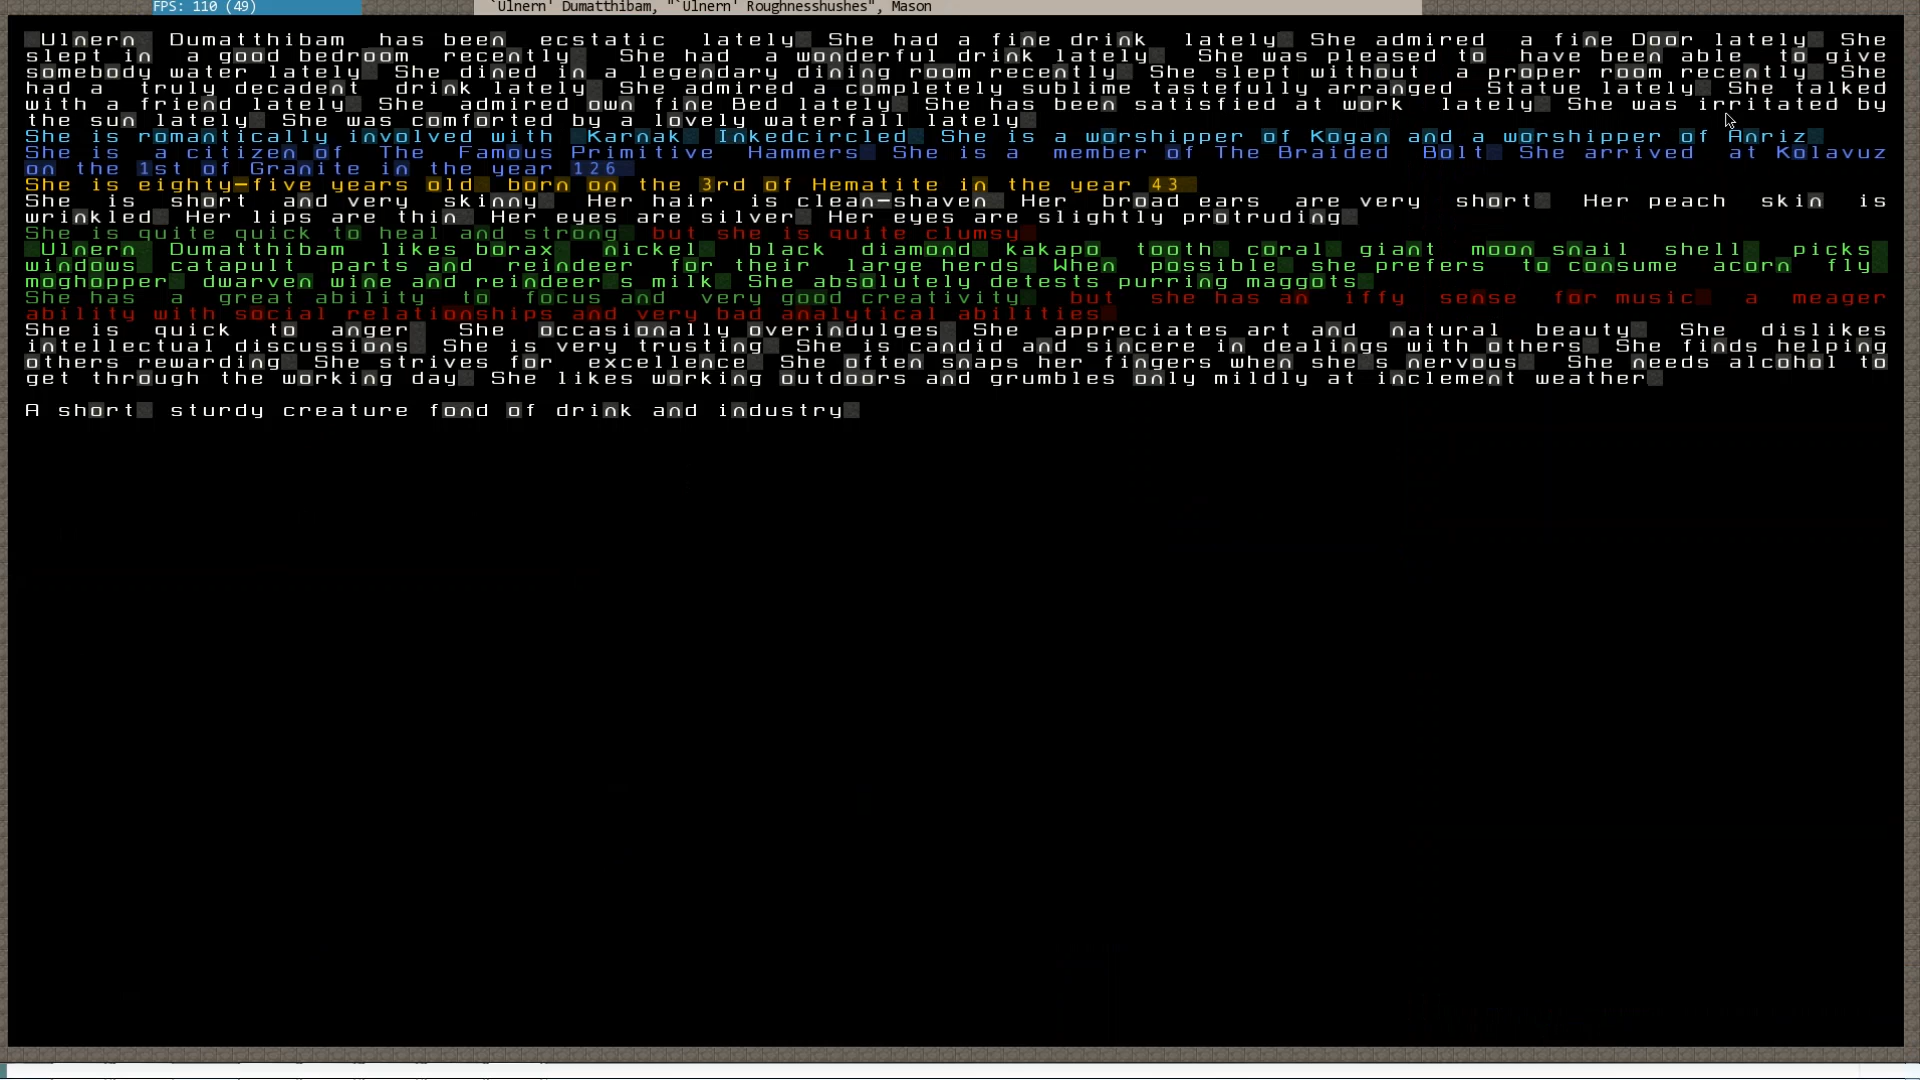 FPS: 110 (49)
`Ulnern' Dumatthibam, "`Ulnern' Roughnesshushes", Mason
Ulnern Dumatthibam has been ecstatic lately She had a fine drink lately She admired a fine Door lately She
slept in a good bedroom recently She had a wonderful drink lately She was pleased to have been able to give
somebody water lately She dined in a legendary dining room recently She slept without a proper room recently She
had a truly decadent drink lately She admired a completely sublime tastefully arranged Statue lately She talked
with a friend lately She admired own fine Bed lately She has been satisfied at work lately She was irritated by
the sun lately She was comforted by a lovely waterfall lately
She is romantically involved with Karnak Inkedcircled She is a worshipper of Kogan and a worshipper of Anriz
She is a citizen of The Famous Primitive Hammers She is a member of The Braided Bolt She arrived at Kolavuz
on the 1st of Granite in the year 126
She is eighty-five years old born on the 3rd of Hematite in the year 43
She is short and very skinny Her hair is clean-shaven Her broad ears are very short Her peach skin is
wrinkled Her lips are thin Her eyes are silver Her eyes are slightly protruding
She is quite quick to heal and strong but she is quite clumsy
Ulnern Dumatthibam likes borax nickel black diamond kakapo tooth coral giant moon snail shell picks
windows catapult parts and reindeer for their large herds When possible she prefers to consume acorn fly
moghopper dwarven wine and reindeer s milk She absolutely detests purring maggots
She has a great ability to focus and very good creativity but she has an iffy sense for music a meager
ability with social relationships and very bad analytical abilities
She is quick to anger She occasionally overindulges She appreciates art and natural beauty She dislikes
intellectual discussions She is very trusting She is candid and sincere in dealings with others She finds helping
others rewarding She strives for excellence She often snaps her fingers when she s nervous She needs alcohol to
get through the working day She likes working outdoors and grumbles only mildly at inclement weather
A short sturdy creature fond of drink and industry